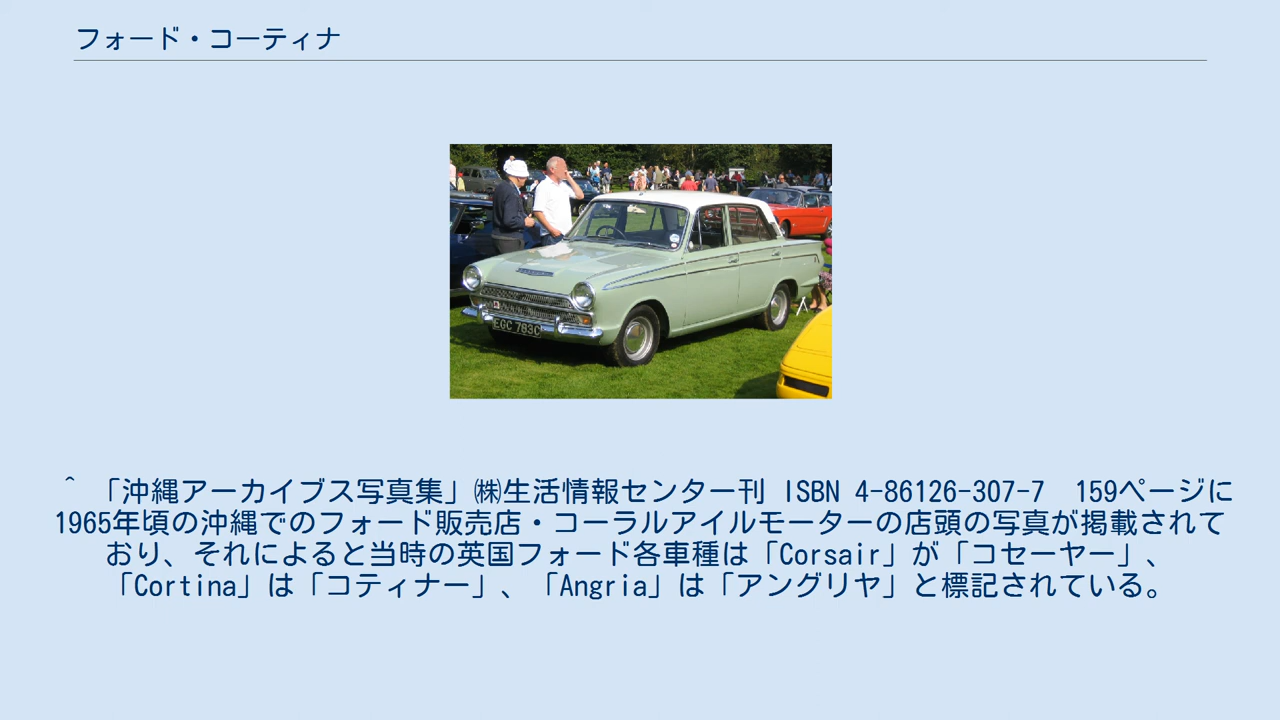 フォード・コーティナ
EGC 783C
^ 「沖縄アーカイブス写真集」㈱生活情報センター刊 ISBN 4-86126-307-7　159ページに
1965年頃の沖縄でのフォード販売店・コーラルアイルモーターの店頭の写真が掲載されて
おり、それによると当時の英国フォード各車種は「Corsair」が「コセーヤー」、
「Cortina」は「コティナー」、「Angria」は「アングリヤ」と標記されている。